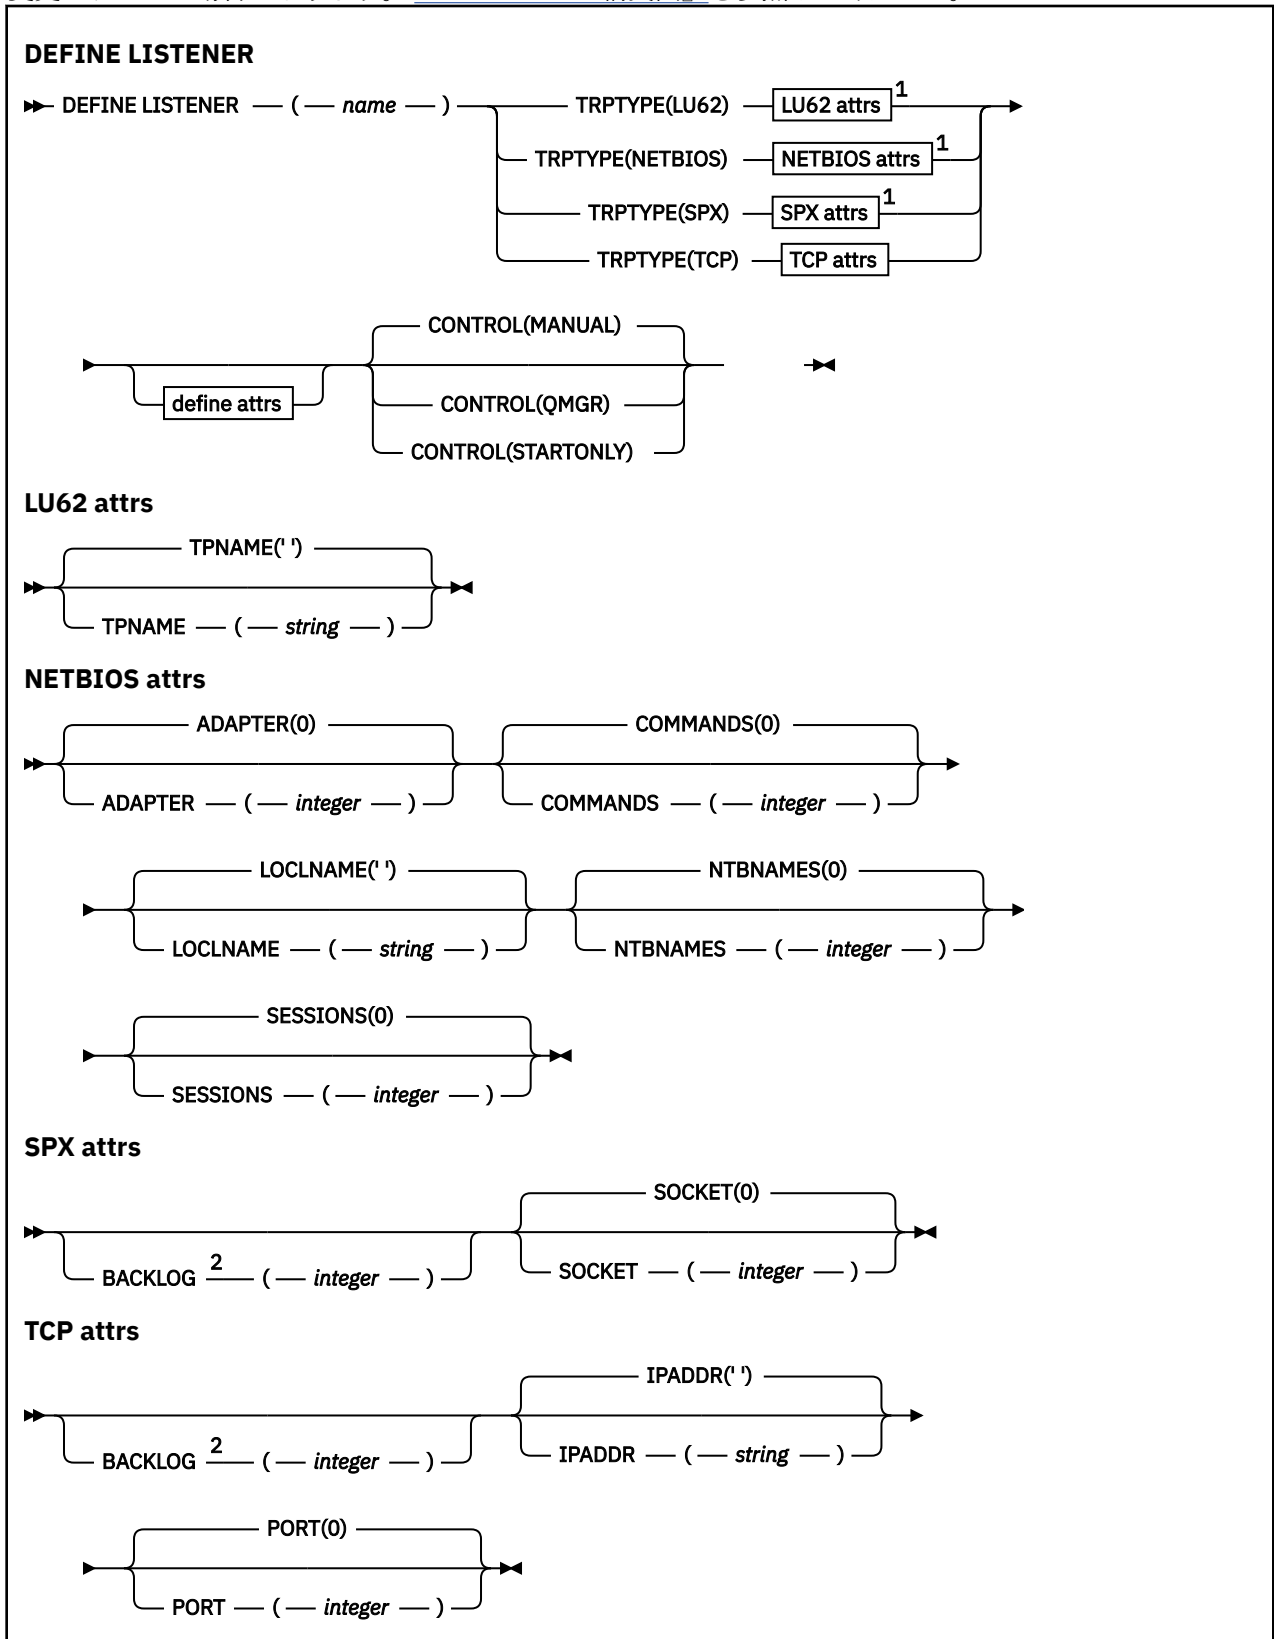 DEFINE LISTENER
DEFINE LISTENER ( name ) TRPTYPE(LU62) LU62 attrs 1
TRPTYPE(NETBIOS) NETBIOS attrs 1
TRPTYPE(SPX) SPX attrs 1
TRPTYPE(TCP) TCP attrs
CONTROL(MANUAL)
define attrs CONTROL(QMGR)
CONTROL(STARTONLY)
LU62 attrs
TPNAME(' ')
TPNAME ( string )
NETBIOS attrs
ADAPTER(0) COMMANDS(0)
ADAPTER ( integer ) COMMANDS ( integer )
LOCLNAME(' ') NTBNAMES(0)
LOCLNAME ( string ) NTBNAMES ( integer )
SESSIONS(0)
SESSIONS ( integer )
SPX attrs
SOCKET(0)
BACKLOG 2 ( integer ) SOCKET ( integer )
TCP attrs
IPADDR(' ')
BACKLOG 2 ( integer ) IPADDR ( string )
PORT(0)
PORT ( integer )